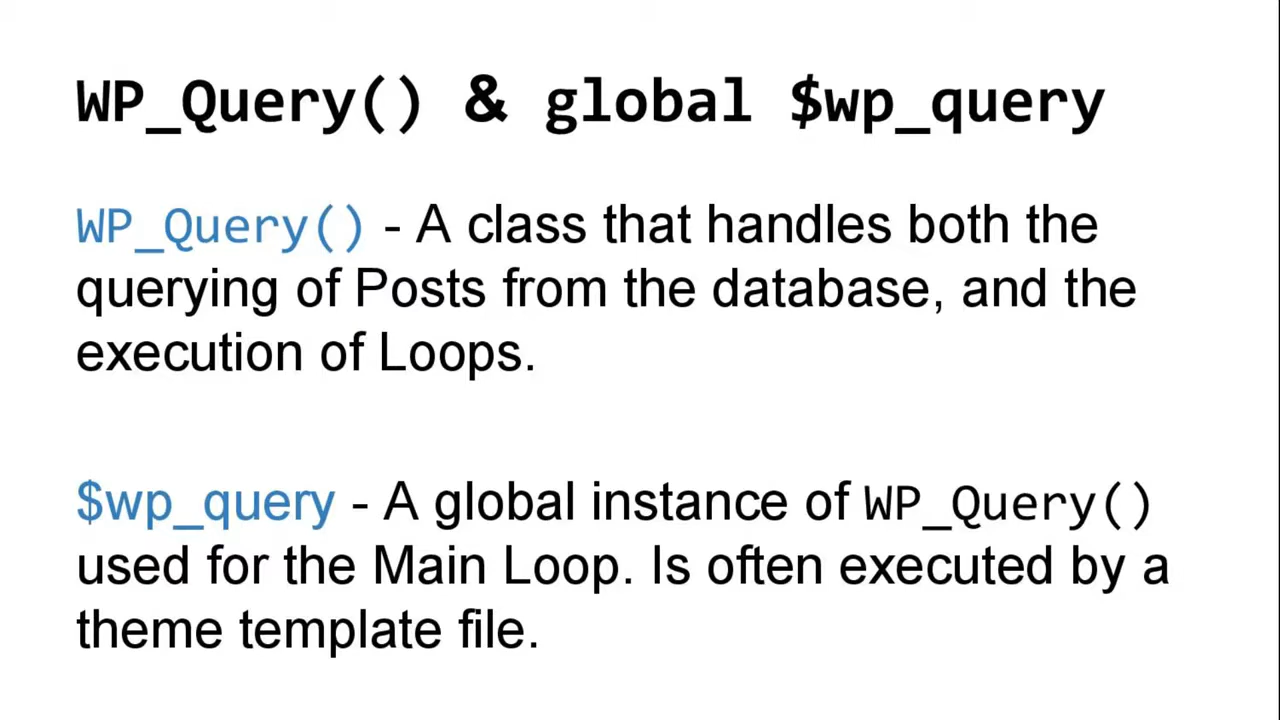 WP_Query() & global $wp_query
WP_Query() - A class that handles both the
querying of Posts from the database, and the
execution of Loops.
$wp_query - A global instance of WP_Query()
used for the Main Loop. Is often executed by a
theme template file.